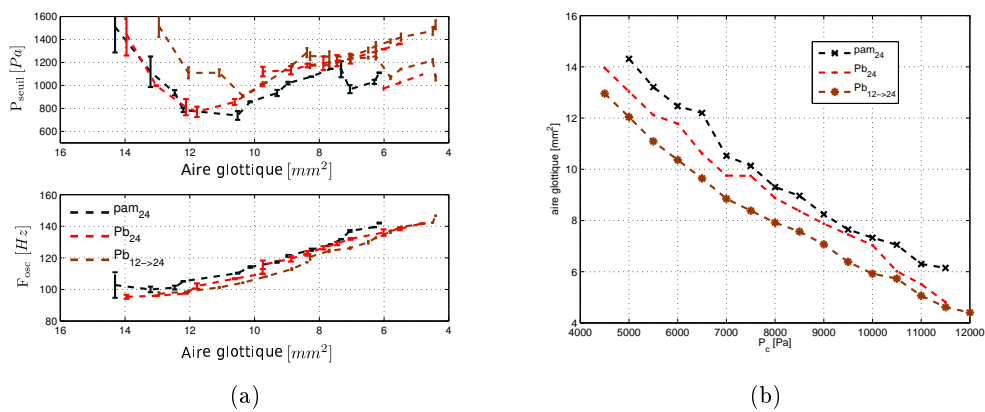 1600
1400
1200
1000
800
600
P_seuil [Pa]
16 14 12 10 8 6 4
Aire glottique [mm²]
160
140
120
100
80
F_osc [Hz]
pam_24
Pb_24
Pb_12->24
16 14 12 10 8 6 4
Aire glottique [mm²]
(a)
16
14
12
10
8
6
4
aire glottique [mm²]
pam_24
Pb_24
Pb_12->24
4000 5000 6000 7000 8000 9000 10000 11000 12000
P_c [Pa]
(b)